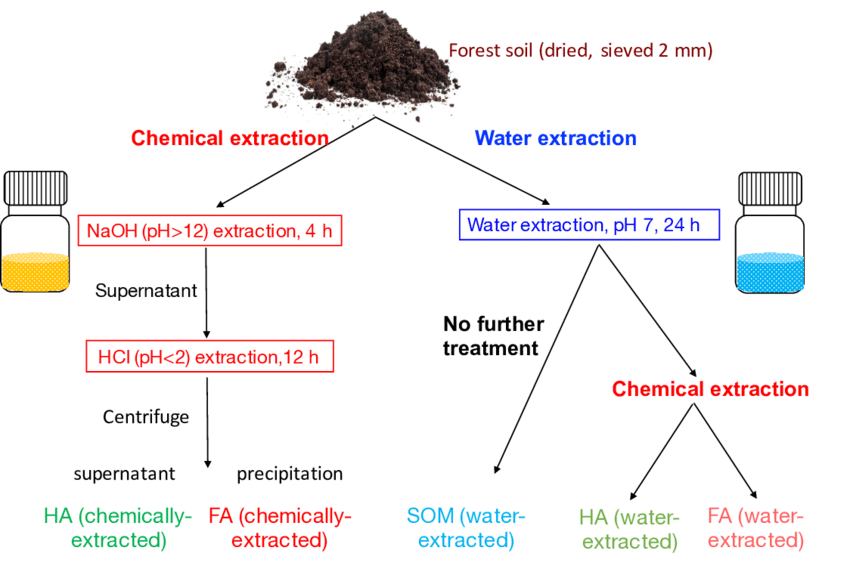 Forest soil (dried, sieved 2 mm)
Chemical extraction
Water extraction
NaOH (pH>12) extraction, 4 h
Water extraction, pH 7, 24 h
Supernatant
No further
treatment
HCl (pH<2) extraction,12 h
Chemical extraction
Centrifuge
supernatant
precipitation
HA (chemically-
extracted)
FA (chemically-
extracted)
SOM (water-
extracted)
HA (water-
extracted)
FA (water-
extracted)